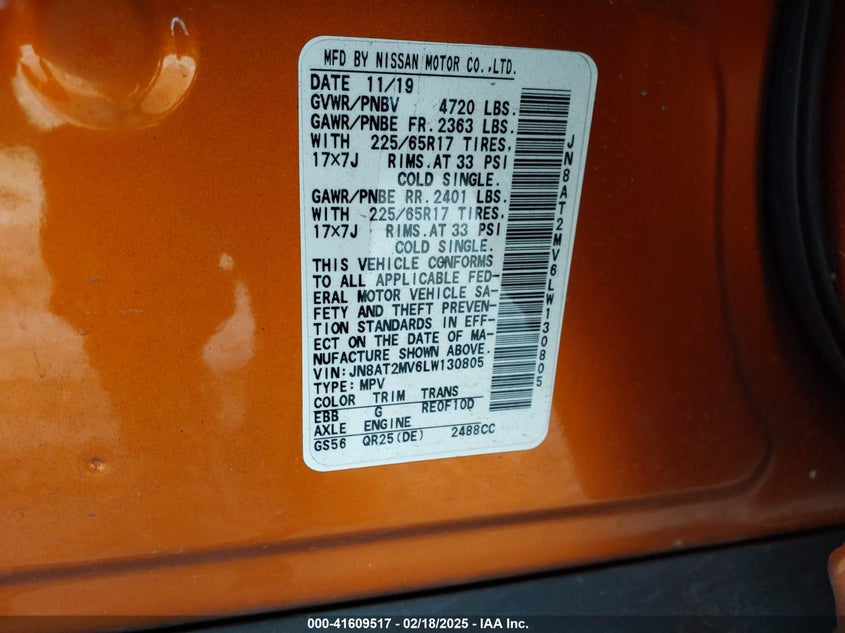 MFD BY NISSAN MOTOR CO.,LTD.
DATE 11/19
GVWR/PNBV 4720 LBS.
GAWR/PNBE FR. 2363 LBS.
WITH 225/65R17 TIRES,
17×7J RIMS.AT 33 PSI
COLD SINGLE.
GAWR/PNBE RR. 2401 LBS.
WITH 225/65R17 TIRES,
17×7J RIMS.AT 33 PSI
COLD SINGLE.
THIS VEHICLE CONFORMS
TO ALL APPLICABLE FED-
ERAL MOTOR VEHICLE SA-
FETY AND THEFT PREVEN-
TION STANDARDS IN EFF-
ECT ON THE DATE OF MA-
NUFACTURE SHOWN ABOVE.
VIN:JN8AT2MV6LW130805
TYPE:MPV
COLOR TRIM TRANS
EBB G RE0F10D
AXLE ENGINE
GS56 QR25(DE) 2488CC
JN8AT2MV6LW130805
000-41609517 - 02/18/2025 - IAA Inc.